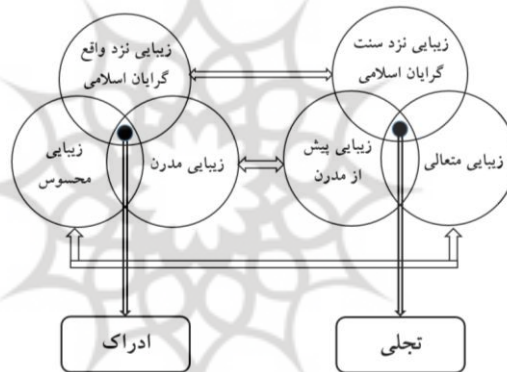 زیبایی نزد سنت
گرایان اسلامی
زیبایی نزد واقع
گرایان اسلامی
زیبایی متعالی
زیبایی پیش
از مدرن
زیبایی مدرن
زیبایی
محسوس
تجلی
ادراک